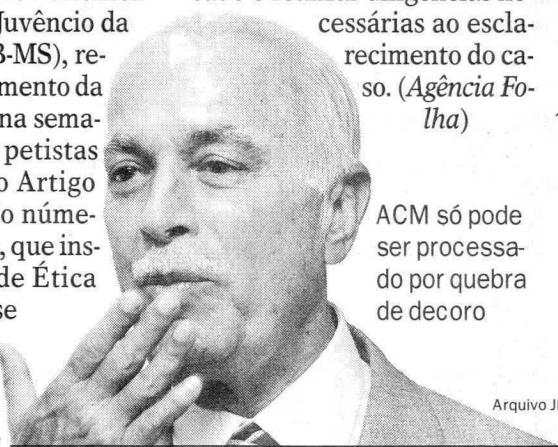 Juvêncio da
B-MS), re-
mento da
na sema-
petistas
o Artigo
o núme-
, que ins-
de Ética
se
cessárias ao escla-
recimento do ca-
so. (Agência Fo-
lha)
ACM só pode
ser processa-
do por quebra
de decoro
Arquivo